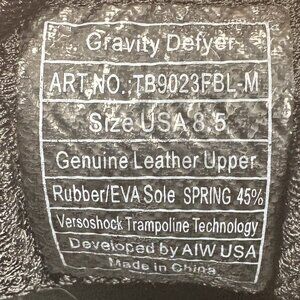 Gravity Defyer
ART NO. TB9023FBL-M
Size USA 8.5
Genuine Leather Upper
Rubber/EVA Sole SPRING 45%
Versoshock Trampoline Technology
Developed by AIW USA
Made in China